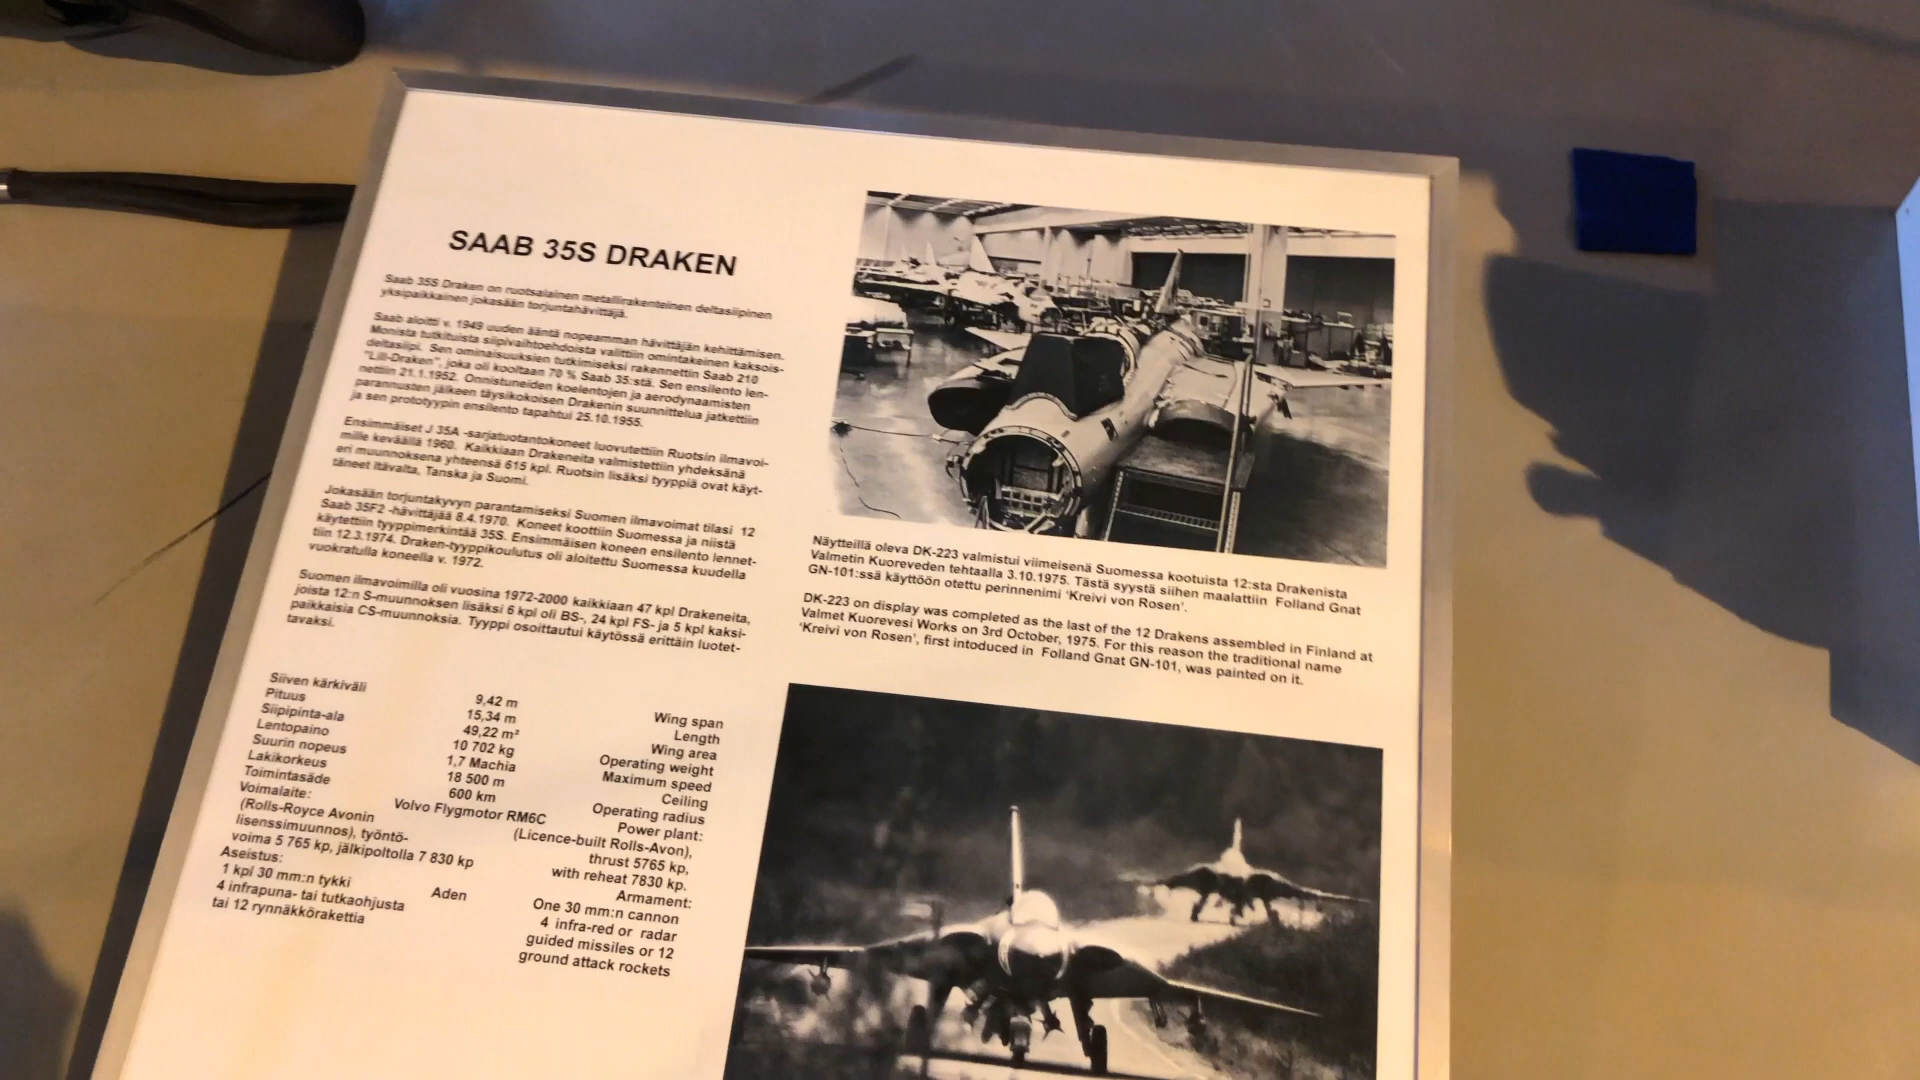 SAAB 35S DRAKEN
Saab 35S Draken on ruotsalainen metallirakenteinen deltasiipinen
yksipaikkainen jokasään torjuntahävittäjä.
Saab aloitti v. 1949 uuden ääntä nopeamman hävittäjän kehittämisen.
Monista tutkituista siipivaihtoehdoista valittiin omintakeinen kaksois-
deltasiipi. Sen ominaisuuksien tutkimiseksi rakennettiin Saab 210
"Lill-Draken", joka oli kooltaan 70 % Saab 35:stä. Sen ensilento len-
nettiin 21.1.1952. Onnistuneiden koelentojen ja aerodynaamisten
parannusten jälkeen täysikokoisen Drakenin suunnittelua jatkettiin
ja sen prototyypin ensilento tapahtui 25.10.1955.
Ensimmäiset J 35A -sarjatuotantokoneet luovutettiin Ruotsin ilmavoi-
mille keväällä 1960. Kaikkiaan Drakeneita valmistettiin yhdeksänä
eri muunnoksena yhteensä 615 kpl. Ruotsin lisäksi tyyppiä ovat käyt-
täneet Itävalta, Tanska ja Suomi.
Jokasään torjuntakyvyn parantamiseksi Suomen ilmavoimat tilasi 12
Saab 35F2 -hävittäjää 8.4.1970. Koneet koottiin Suomessa ja niistä
käytettiin tyyppimerkintää 35S. Ensimmäisen koneen ensilento lennet-
tiin 12.3.1974. Draken-tyyppikoulutus oli aloitettu Suomessa kuudella
vuokratulla koneella v. 1972.
Suomen ilmavoimilla oli vuosina 1972-2000 kaikkiaan 47 kpl Drakeneita,
joista 12:n S-muunnoksen lisäksi 6 kpl oli BS-, 24 kpl FS- ja 5 kpl kaksi-
paikkaisia CS-muunnoksia. Tyyppi osoittautui käytössä erittäin luotet-
tavaksi.
Siiven kärkiväli 9,42 m Wing span
Pituus 15,34 m Length
Siipipinta-ala 49,22 m² Wing area
Lentopaino 10 702 kg Operating weight
Suurin nopeus 1,7 Machia Maximum speed
Lakikorkeus 18 500 m Ceiling
Toimintasäde 600 km Operating radius
Voimalaite: Volvo Flygmotor RM6C Power plant:
(Rolls-Royce Avonin (Licence-built Rolls-Avon),
lisenssimuunnos), työntö- thrust 5765 kp,
voima 5 765 kp, jälkipoltolla 7 830 kp with reheat 7830 kp.
Aseistus: Armament:
1 kpl 30 mm:n tykki Aden One 30 mm:n cannon
4 infrapuna- tai tutkaohjusta 4 infra-red or radar
tai 12 rynnäkkörakettia guided missiles or 12
ground attack rockets
Näytteillä oleva DK-223 valmistui viimeisenä Suomessa kootuista 12:sta Drakenista
Valmetin Kuoreveden tehtaalla 3.10.1975. Tästä syystä siihen maalattiin Folland Gnat
GN-101:ssä käyttöön otettu perinnenimi 'Kreivi von Rosen'.
DK-223 on display was completed as the last of the 12 Drakens assembled in Finland at
Valmet Kuorevesi Works on 3rd October, 1975. For this reason the traditional name
'Kreivi von Rosen', first intoduced in Folland Gnat GN-101, was painted on it.